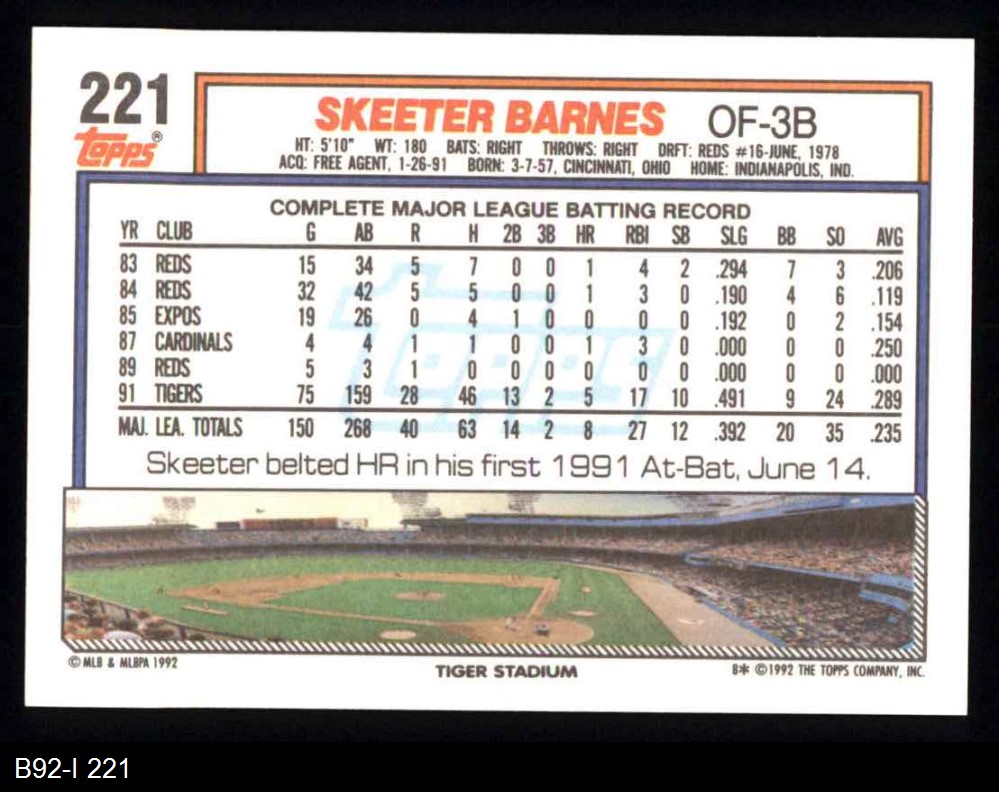 221
Topps®
SKEETER BARNES OF-3B
HT: 5'10" WT: 180 BATS: RIGHT THROWS: RIGHT DRFT: REDS #16-JUNE, 1978
ACQ: FREE AGENT, 1-26-91 BORN: 3-7-57, CINCINNATI, OHIO HOME: INDIANAPOLIS, IND.
COMPLETE MAJOR LEAGUE BATTING RECORD
YR CLUB G AB R H 2B 3B HR RBI SB SLG BB SO AVG
83 REDS 15 34 5 7 0 0 1 4 2 .294 7 3 .206
84 REDS 32 42 5 5 0 0 1 3 0 .190 4 6 .119
85 EXPOS 19 26 0 4 1 0 0 0 0 .192 0 2 .154
87 CARDINALS 4 4 1 1 0 0 1 3 0 .000 0 0 .250
89 REDS 5 3 1 0 0 0 0 0 0 .000 0 0 .000
91 TIGERS 75 159 28 46 13 2 5 17 10 .491 9 24 .289
MAJ. LEA. TOTALS 150 268 40 63 14 2 8 27 12 .392 20 35 .235
Topps
Skeeter belted HR in his first 1991 At-Bat, June 14.
© MLB & MLBPA 1992
TIGER STADIUM
B* © 1992 THE TOPPS COMPANY, INC.
B92-I 221